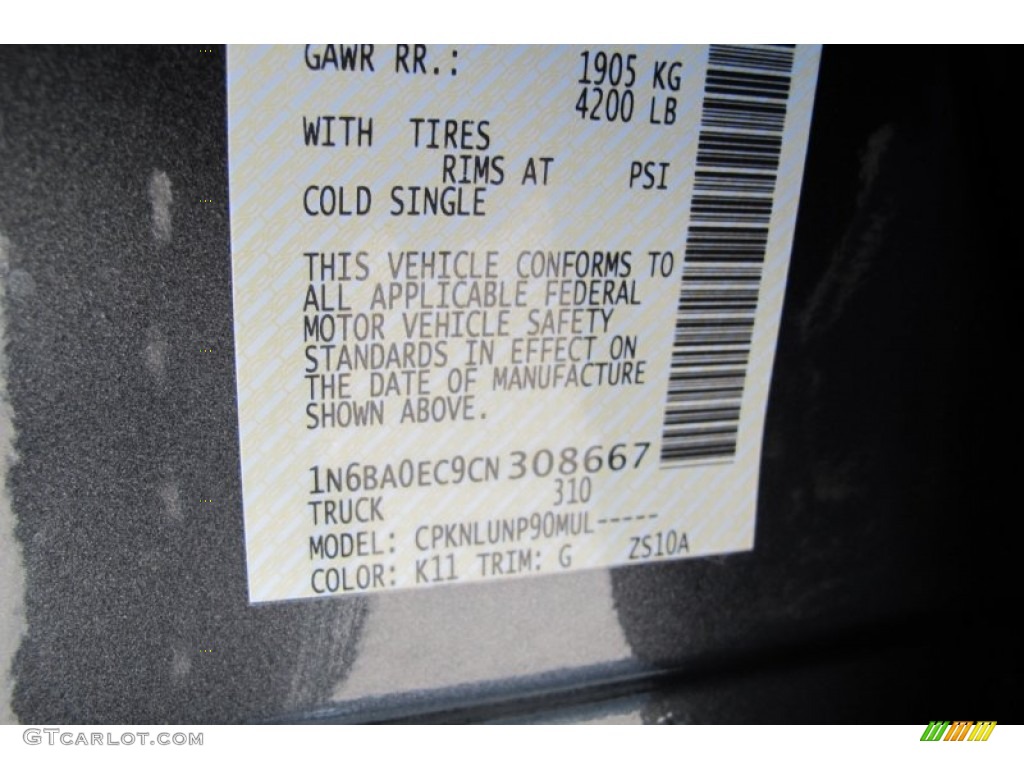 GAWR RR.: 1905 KG
4200 LB
WITH TIRES
RIMS AT PSI
COLD SINGLE
THIS VEHICLE CONFORMS TO
ALL APPLICABLE FEDERAL
MOTOR VEHICLE SAFETY
STANDARDS IN EFFECT ON
THE DATE OF MANUFACTURE
SHOWN ABOVE.
1N6BA0EC9CN 308667
TRUCK 310
MODEL: CPKNLUNP90MUL-----
COLOR: K11 TRIM: G ZS10A
GTCARLOT.COM